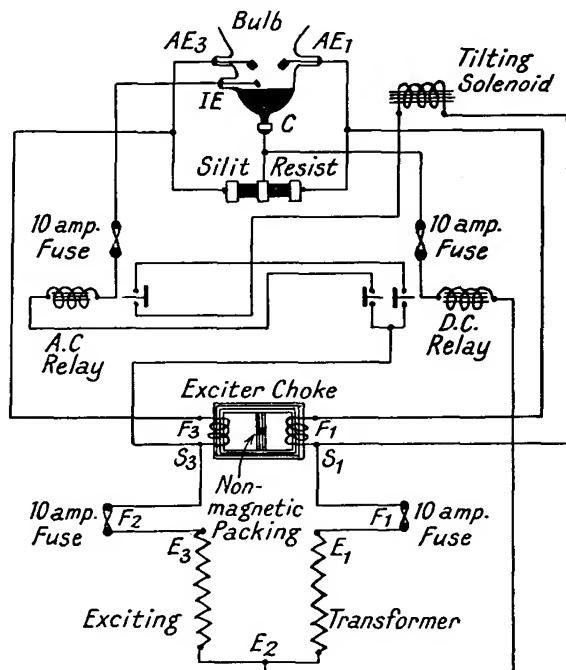 Bulb
AE3
AE1
IE
C
Tilting
Solenoid
Silit Resist
10 amp.
Fuse
10 amp.
Fuse
A.C
Relay
D.C.
Relay
Exciter Choke
F3
F1
S3
S1
Non-
magnetic
Packing
10 amp.
Fuse
F2
F1
10 amp.
Fuse
E3
E1
Exciting
Transformer
E2